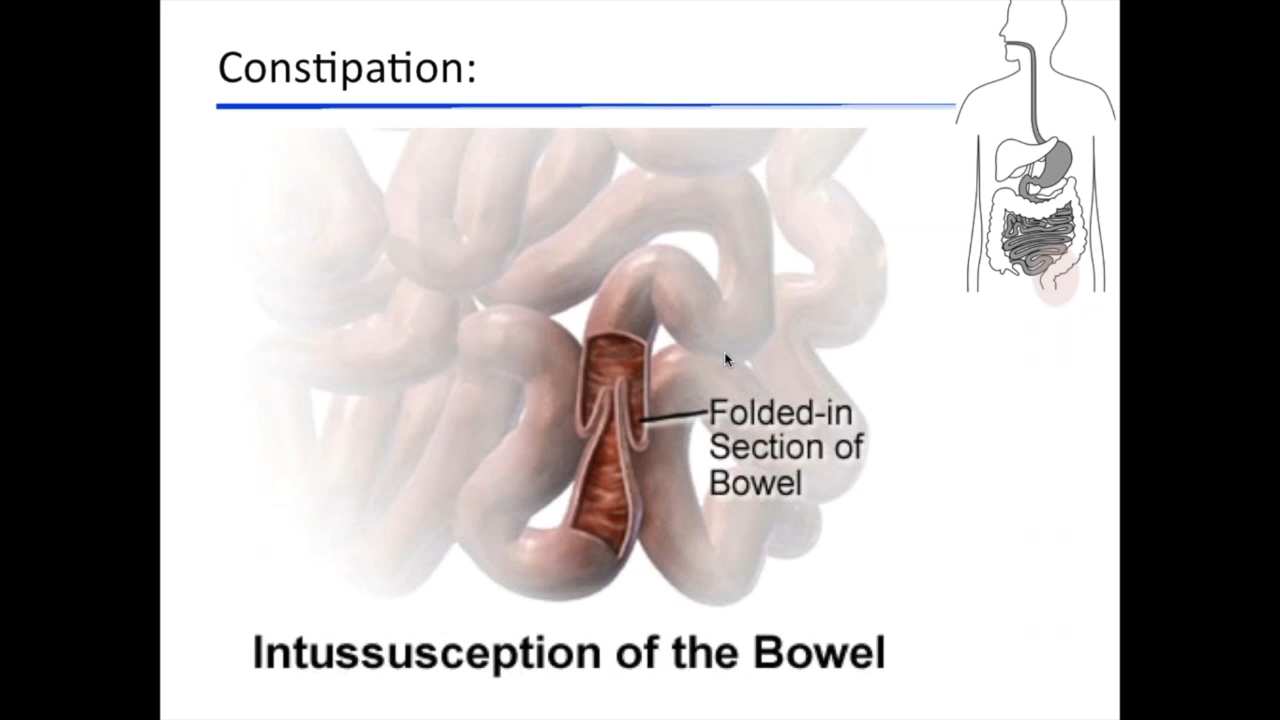 Constipation:
Folded-in
Section of
Bowel
Intussusception of the Bowel